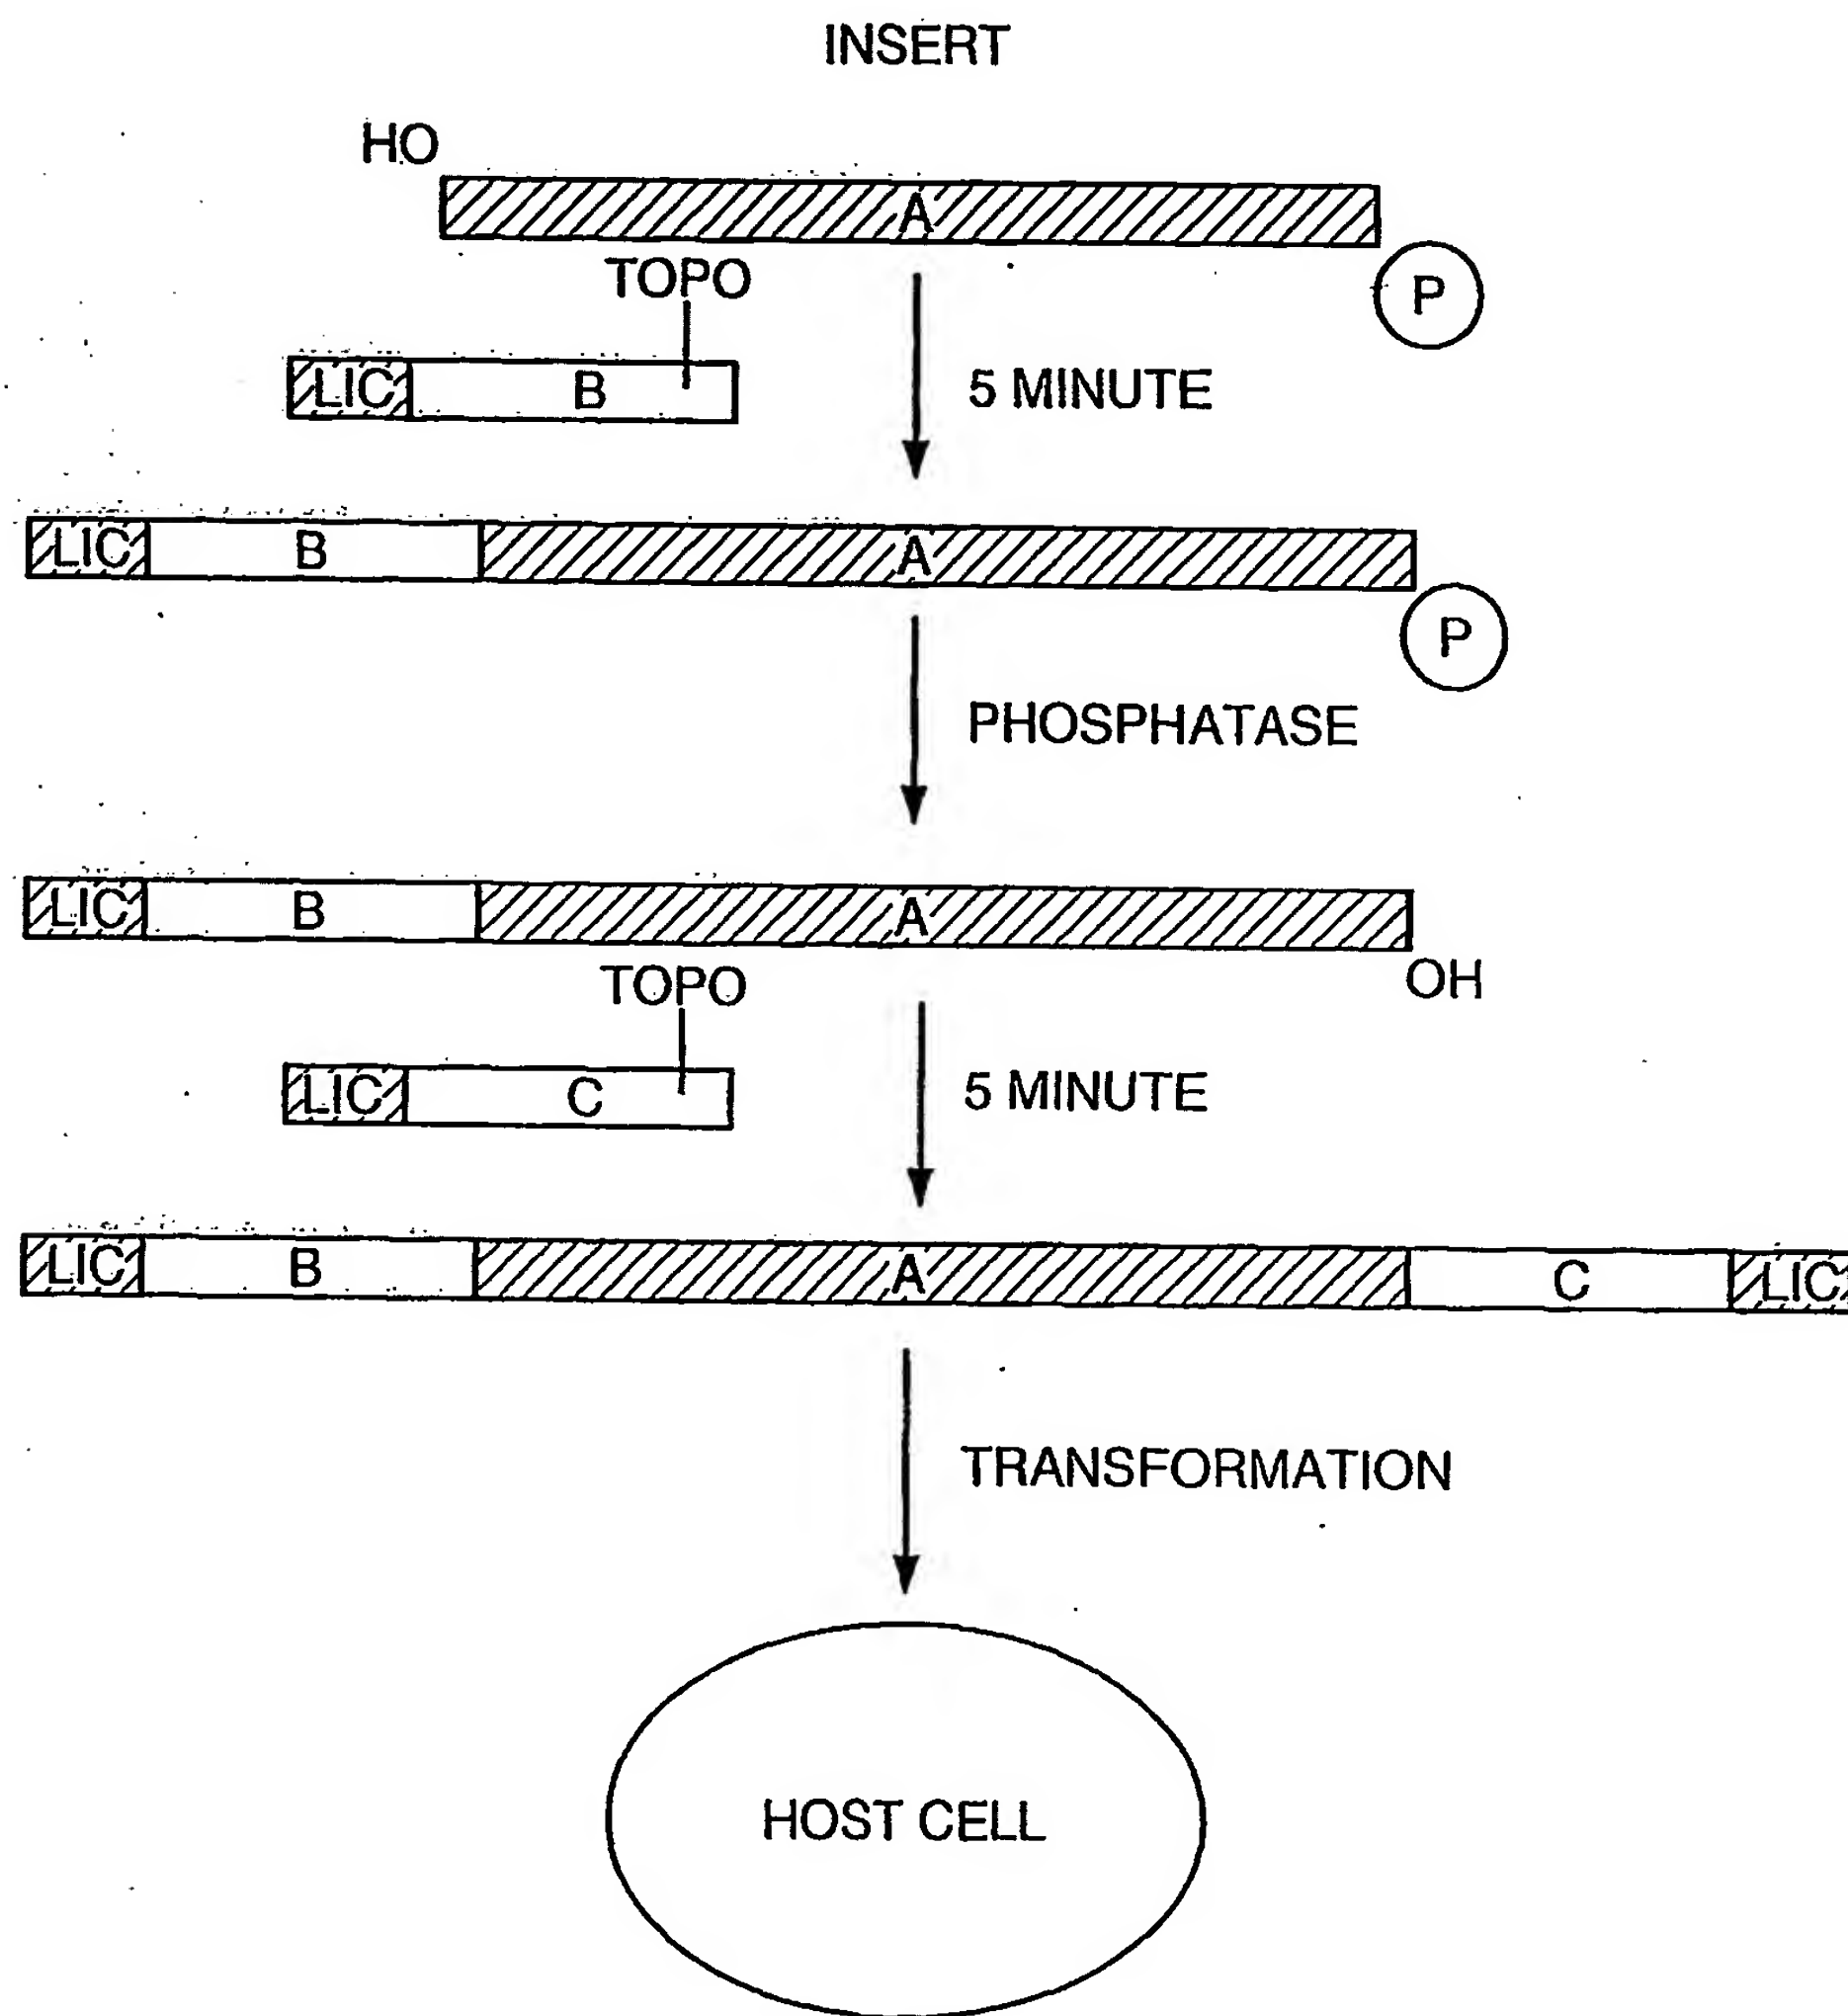 INSERT
HO
A
P
TOPO
LIC B
5 MINUTE
LIC B A
P
PHOSPHATASE
LIC B A
OH
TOPO
LIC C
5 MINUTE
LIC B A C LIC
TRANSFORMATION
HOST CELL